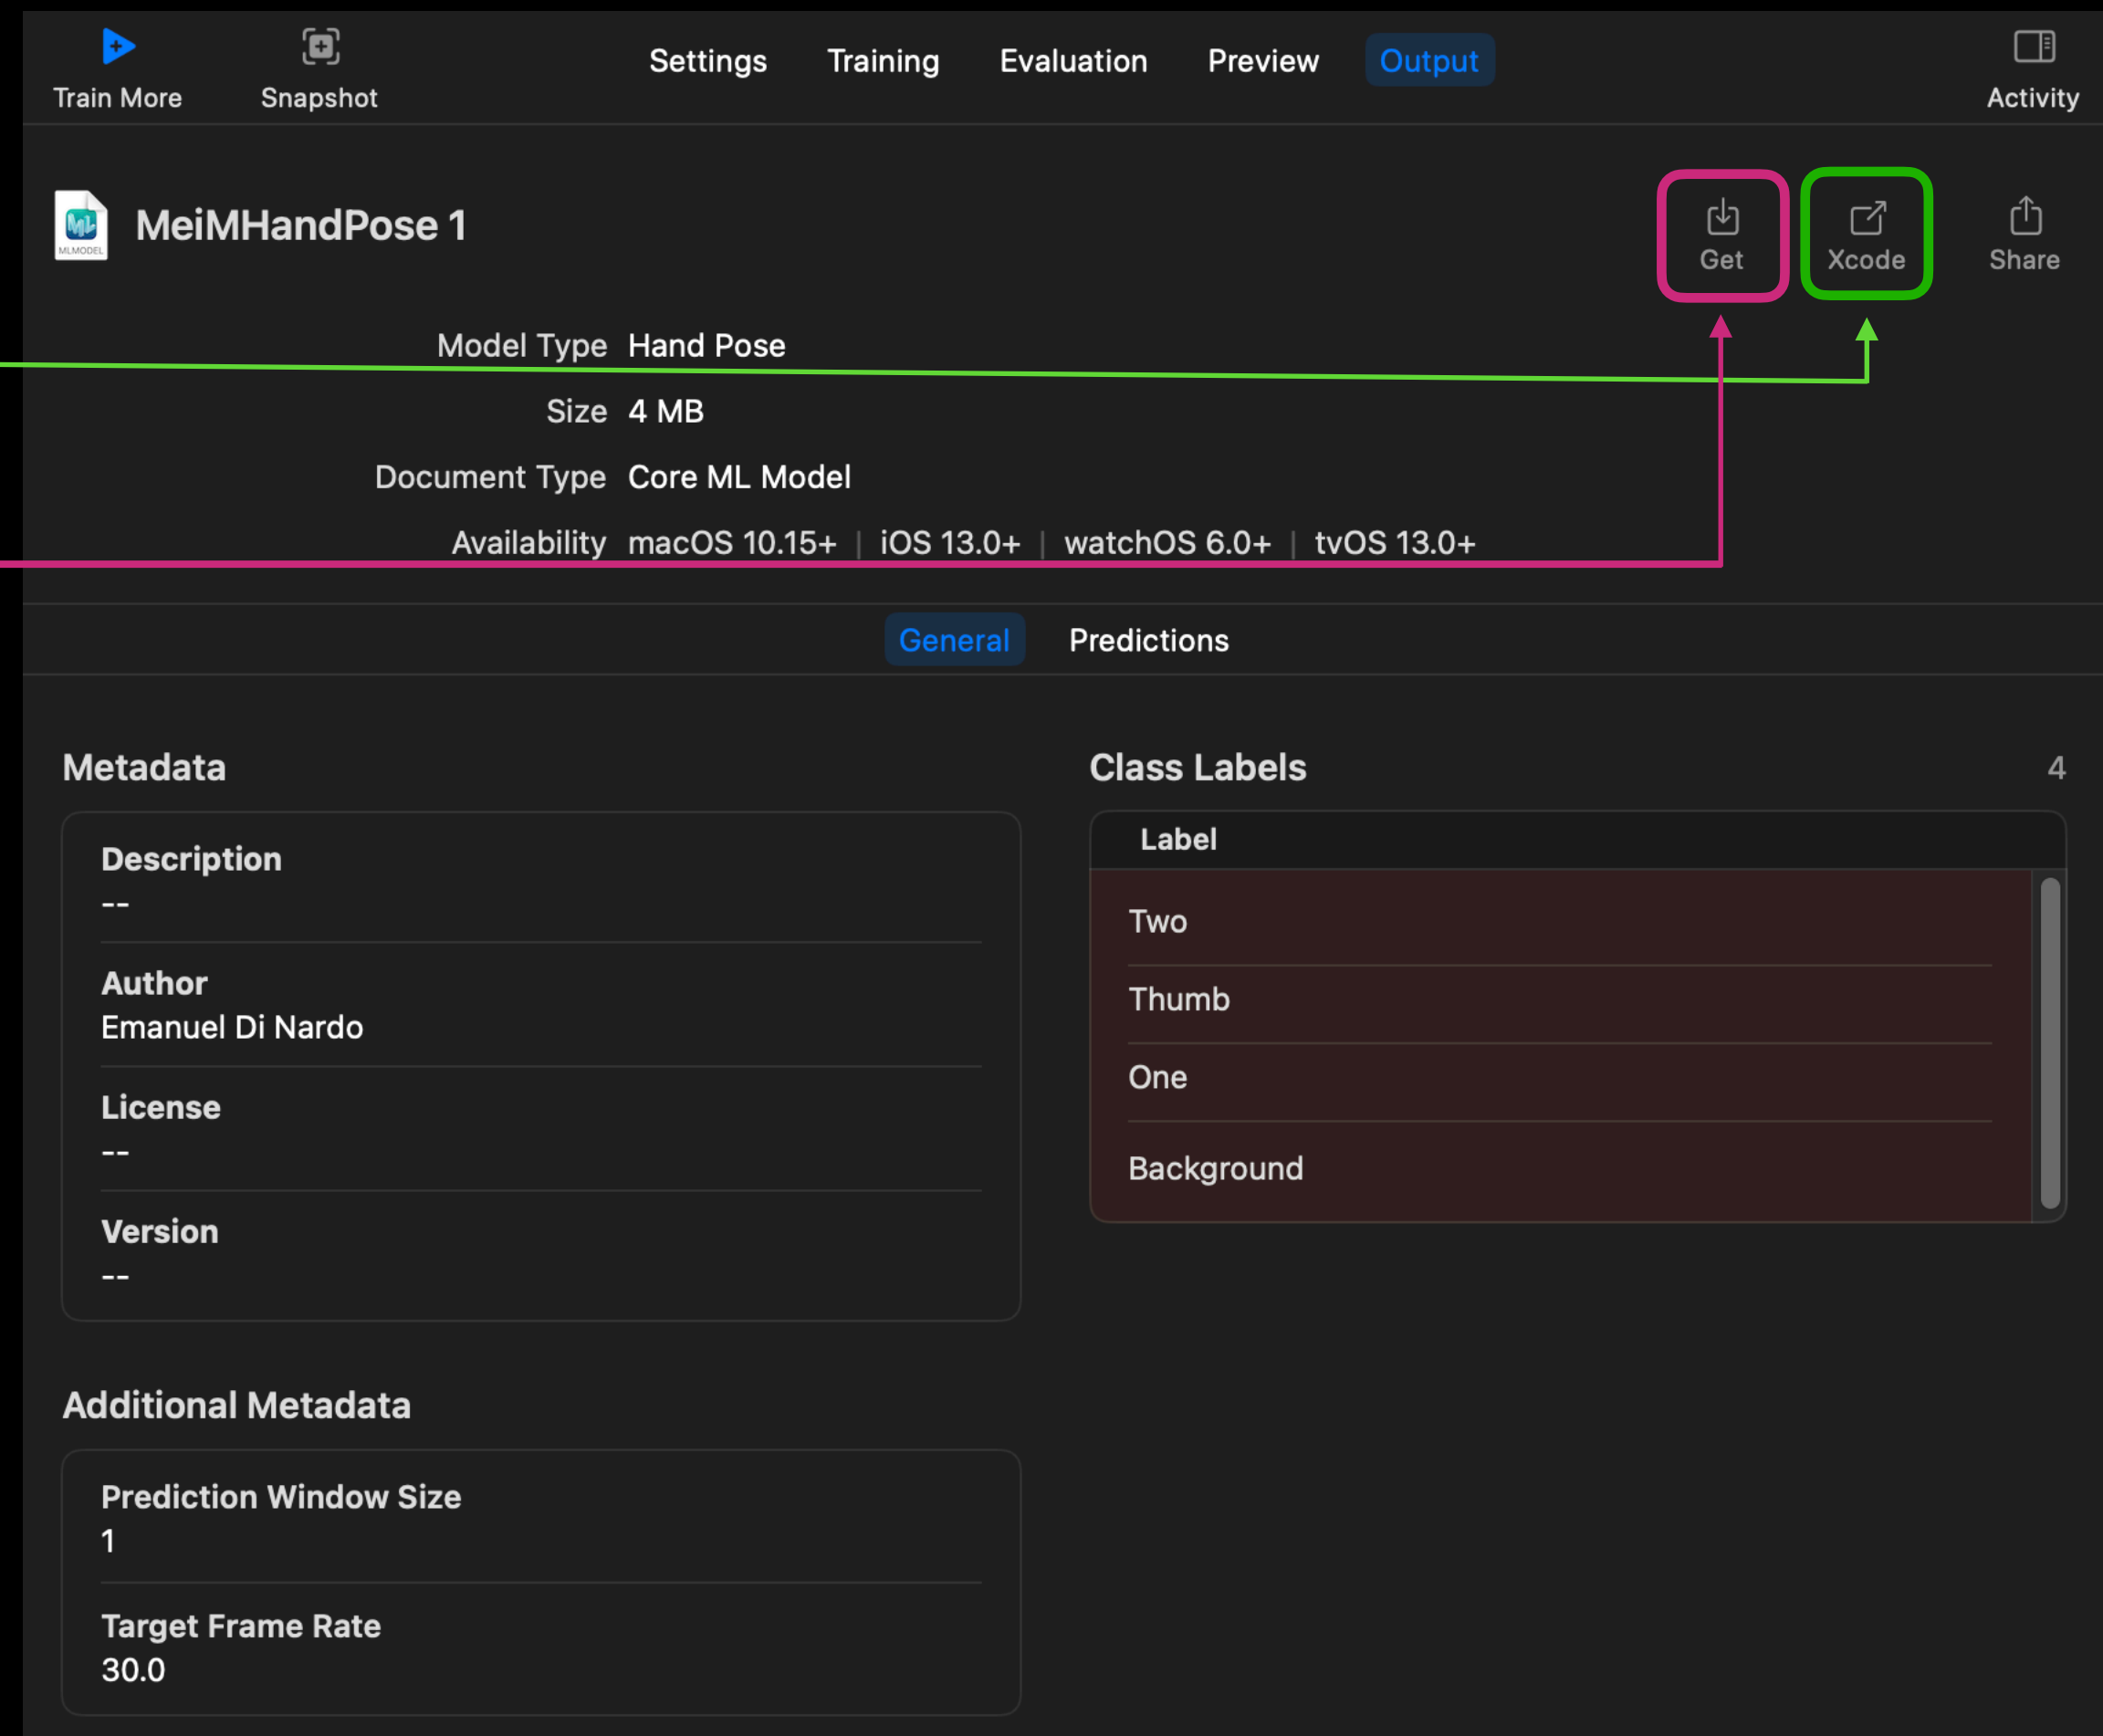 Train More
Snapshot
Settings
Training
Evaluation
Preview
Output
Activity
ML
MLMODEL
MeiMHandPose 1
Get
Xcode
Share
Model Type Hand Pose
Size 4 MB
Document Type Core ML Model
Availability macOS 10.15+ | iOS 13.0+ | watchOS 6.0+ | tvOS 13.0+
General
Predictions
Metadata
Description
--
Author
Emanuel Di Nardo
License
--
Version
--
Class Labels 4
Label
Two
Thumb
One
Background
Additional Metadata
Prediction Window Size
1
Target Frame Rate
30.0